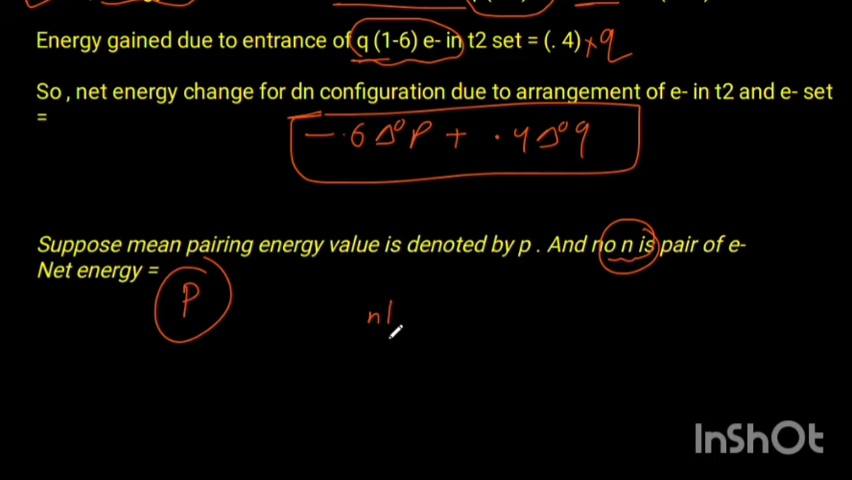 Energy gained due to entrance of q (1-6) e- in t2 set = (. 4) × q
So , net energy change for dn configuration due to arrangement of e- in t2 and e- set
=
- .6 Δ° P + .4 Δ° q
Suppose mean pairing energy value is denoted by p . And no n is pair of e-
Net energy =
P
n
InShOt